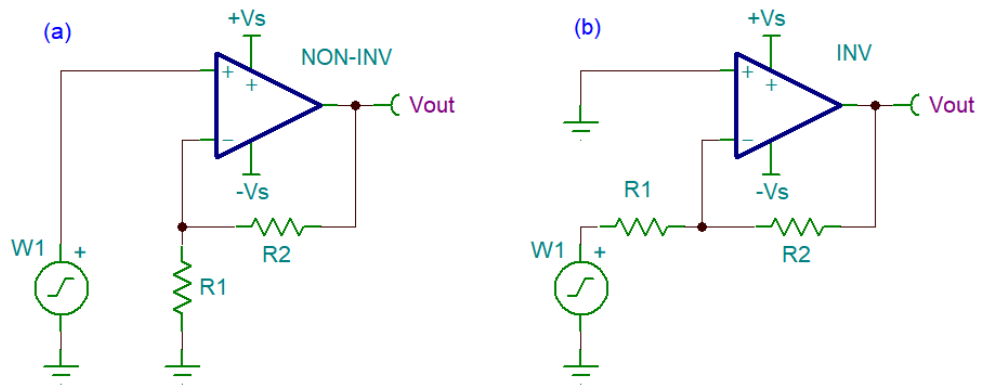 (a)
+Vs
NON-INV
+
+
−
Vout
-Vs
R2
W1
+
R1
(b)
+Vs
INV
+
+
−
Vout
-Vs
R1
R2
W1
+